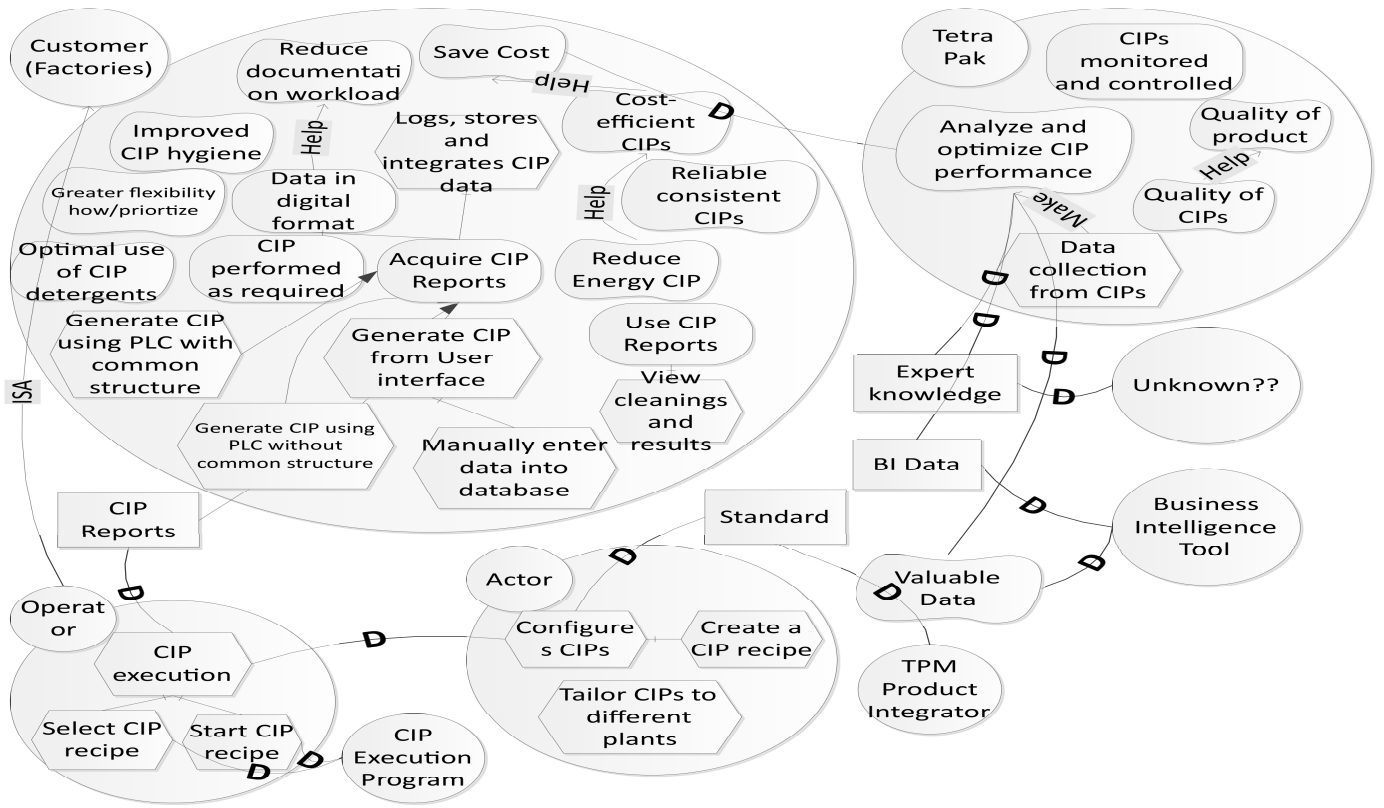 Customer
(Factories)
Reduce
documentati
on workload
Save Cost
Help
Cost-
efficient
CIPs
D
Improved
CIP hygiene
Help
Logs, stores
and
integrates CIP
data
Greater flexibility
how/priortize
Data in
digital
format
Reliable
consistent
CIPs
Help
Optimal use
of CIP
detergents
CIP
performed
as required
Acquire CIP
Reports
Reduce
Energy CIP
Generate CIP
using PLC with
common
structure
Generate CIP
from User
interface
Use CIP
Reports
View
cleanings
and
results
Generate CIP using
PLC without
common structure
Manually enter
data into
database
ISA
Tetra
Pak
CIPs
monitored
and controlled
Analyze and
optimize CIP
performance
Quality of
product
Help
Quality of
CIPs
Make
Data
collection
from CIPs
D
D
D
Expert
knowledge
D
Unknown??
BI Data
D
Business
Intelligence
Tool
D
Valuable
Data
D
TPM
Product
Integrator
Standard
D
CIP
Reports
D
Operat
or
CIP
execution
D
Select CIP
recipe
Start CIP
recipe
D
D
CIP
Execution
Program
Actor
Configure
s CIPs
Create a
CIP recipe
Tailor CIPs to
different
plants